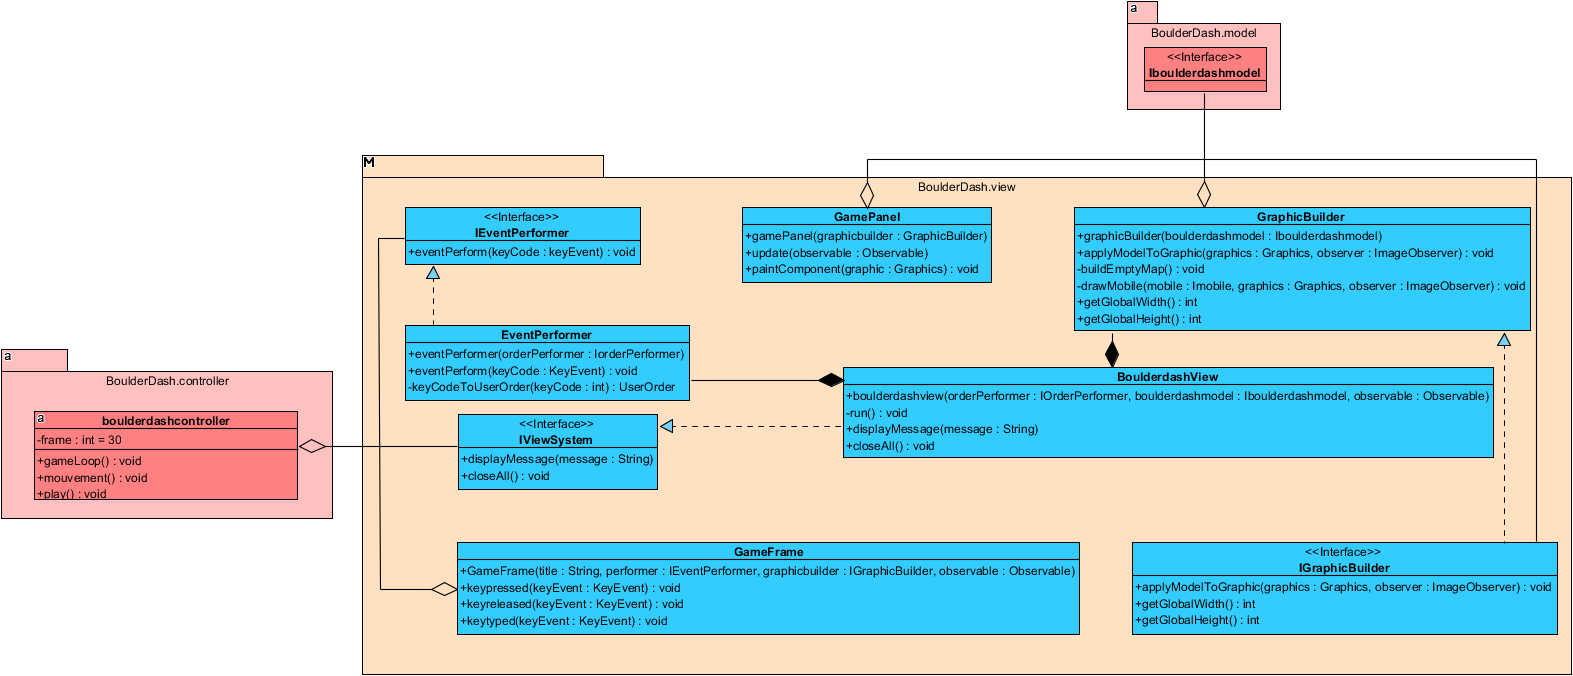 a
BoulderDash.model
<<Interface>>
Iboulderdashmodel
M
BoulderDash.view
<<Interface>>
IEventPerformer
+eventPerform(keyCode : keyEvent) : void
GamePanel
+gamePanel(graphicbuilder : GraphicBuilder)
+update(observable : Observable)
+paintComponent(graphic : Graphics) : void
GraphicBuilder
+graphicBuilder(boulderdashmodel : Iboulderdashmodel)
+applyModelToGraphic(graphics : Graphics, observer : ImageObserver) : void
-buildEmptyMap() : void
-drawMobile(mobile : Imobile, graphics : Graphics, observer : ImageObserver) : void
+getGlobalWidth() : int
+getGlobalHeight() : int
EventPerformer
+eventPerformer(orderPerformer : IorderPerformer)
+eventPerform(keyCode : KeyEvent) : void
-keyCodeToUserOrder(keyCode : int) : UserOrder
a
BoulderDash.controller
a
boulderdashcontroller
-frame : int = 30
+gameLoop() : void
+mouvement() : void
+play() : void
BoulderdashView
+boulderdashview(orderPerformer : IOrderPerformer, boulderdashmodel : Iboulderdashmodel, observable : Observable)
-run() : void
+displayMessage(message : String)
+closeAll() : void
<<Interface>>
IViewSystem
+displayMessage(message : String)
+closeAll() : void
GameFrame
+GameFrame(title : String, performer : IEventPerformer, graphicbuilder : IGraphicBuilder, observable : Observable)
+keypressed(keyEvent : KeyEvent) : void
+keyreleased(keyEvent : KeyEvent) : void
+keytyped(keyEvent : KeyEvent) : void
<<Interface>>
IGraphicBuilder
+applyModelToGraphic(graphics : Graphics, observer : ImageObserver) : void
+getGlobalWidth() : int
+getGlobalHeight() : int